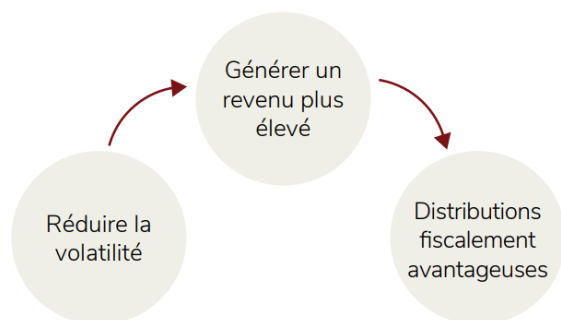 Réduire la
volatilité
Générer un
revenu plus
élevé
Distributions
fiscalement
avantageuses